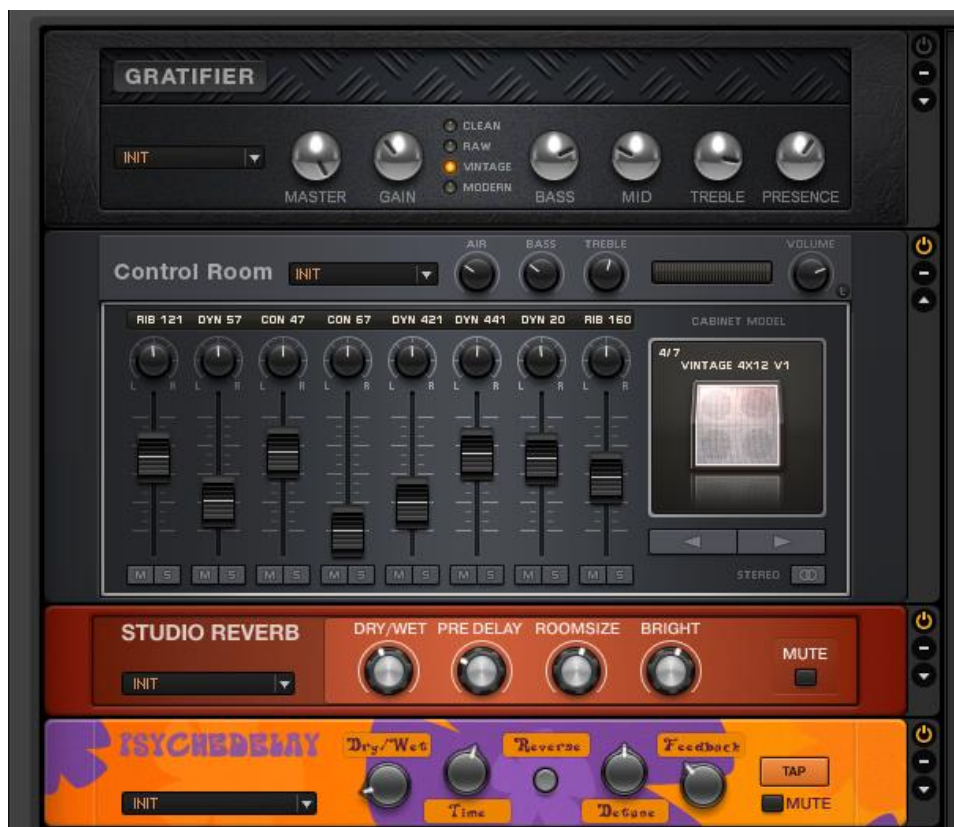 GRATIFIER
CLEAN
RAW
INIT
VINTAGE
MODERN
MASTER GAIN BASS MID TREBLE PRESENCE
AIR BASS TREBLE VOLUME
Control Room INIT
L
RIB 121 DYN 57 CON 47 CON 67 DYN 421 DYN 441 DYN 20 RIB 160
CABINET MODEL
4/7
VINTAGE 4X12 V1
L R L R L R L R L R L R L R L R
M S M S M S M S M S M S M S M S
STEREO
STUDIO REVERB
DRY/WET PRE DELAY ROOMSIZE BRIGHT
MUTE
INIT
PSYCHEDELAY
Dry/Wet Reverse Feedback
TAP
INIT
Time Detune
MUTE